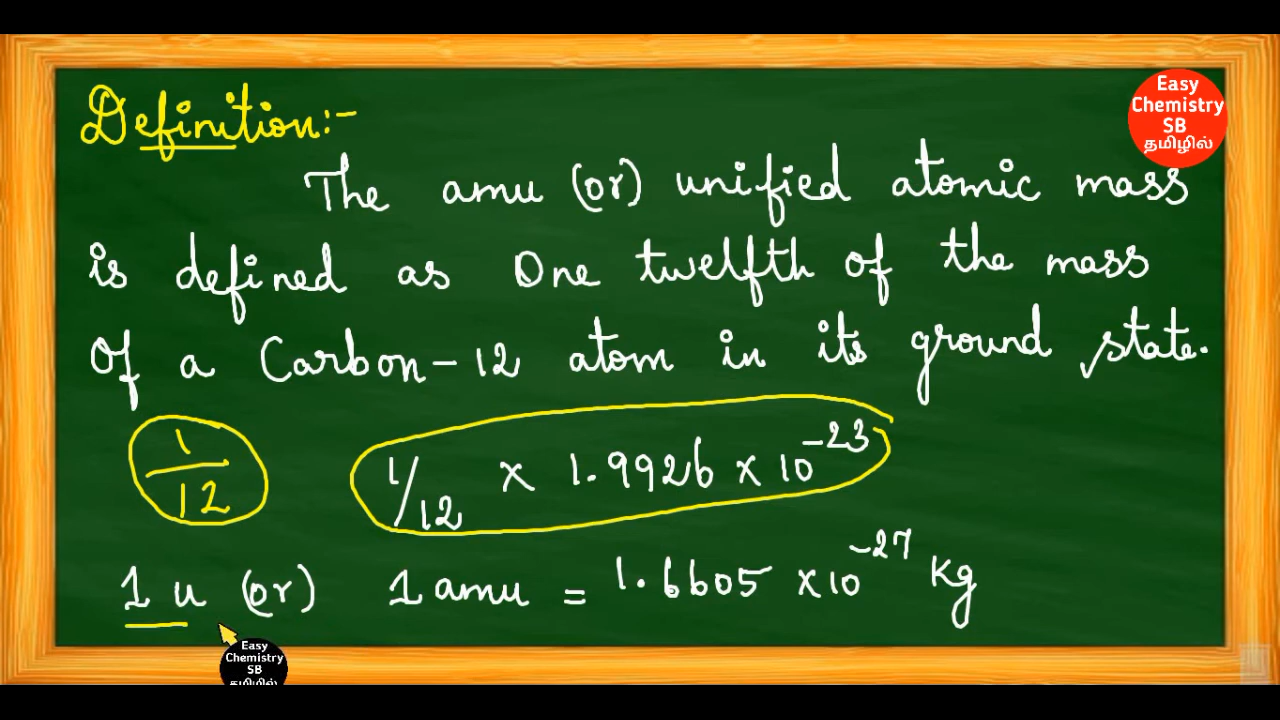 Definition:-
Easy
Chemistry
SB
தமிழில்
The amu (or) unified atomic mass
is defined as One twelfth of the mass
Of a Carbon-12 atom in its ground state.
1/12 1/12 x 1.9926 x 10⁻²³
1 u (or) 1 amu = 1.6605 x 10⁻²⁷ Kg
Easy
Chemistry
SB
தமிழில்